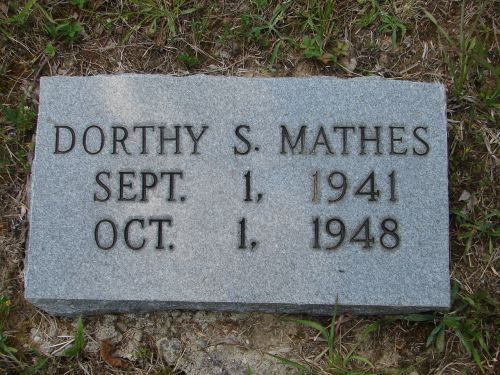 DORTHY S. MATHES
SEPT. 1, 1941
OCT. 1, 1948